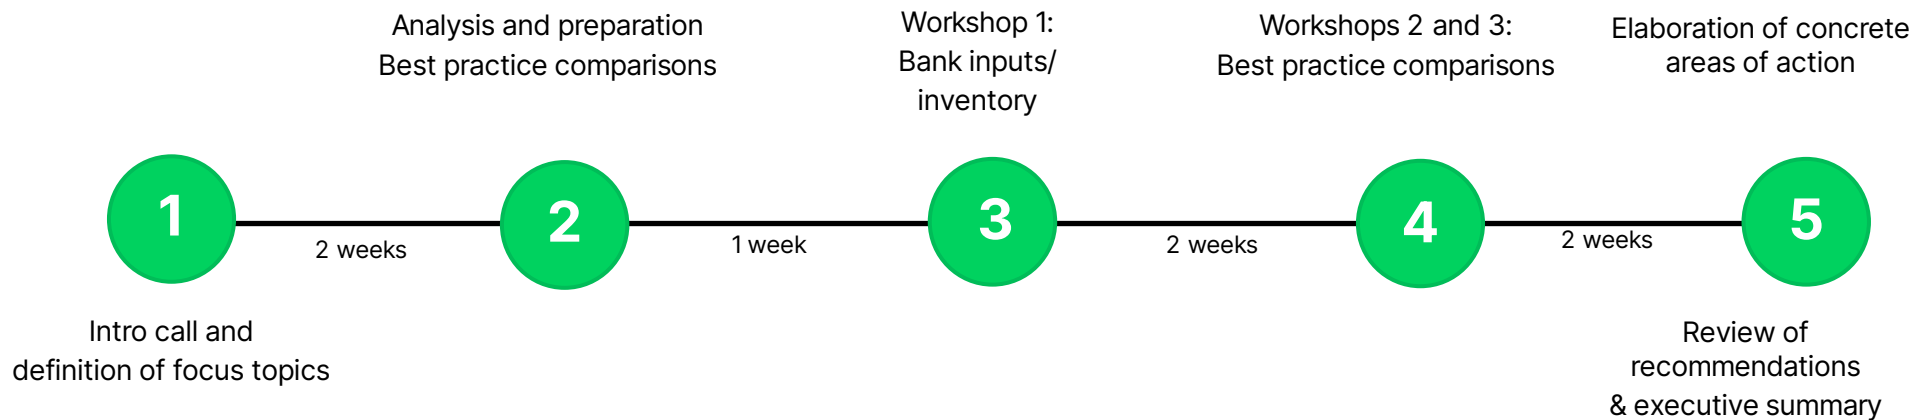 Analysis and preparation
Best practice comparisons
Workshop 1:
Bank inputs/
inventory
Workshops 2 and 3:
Best practice comparisons
Elaboration of concrete
areas of action
1
2 weeks
2
1 week
3
2 weeks
4
2 weeks
5
Intro call and
definition of focus topics
Review of
recommendations
& executive summary